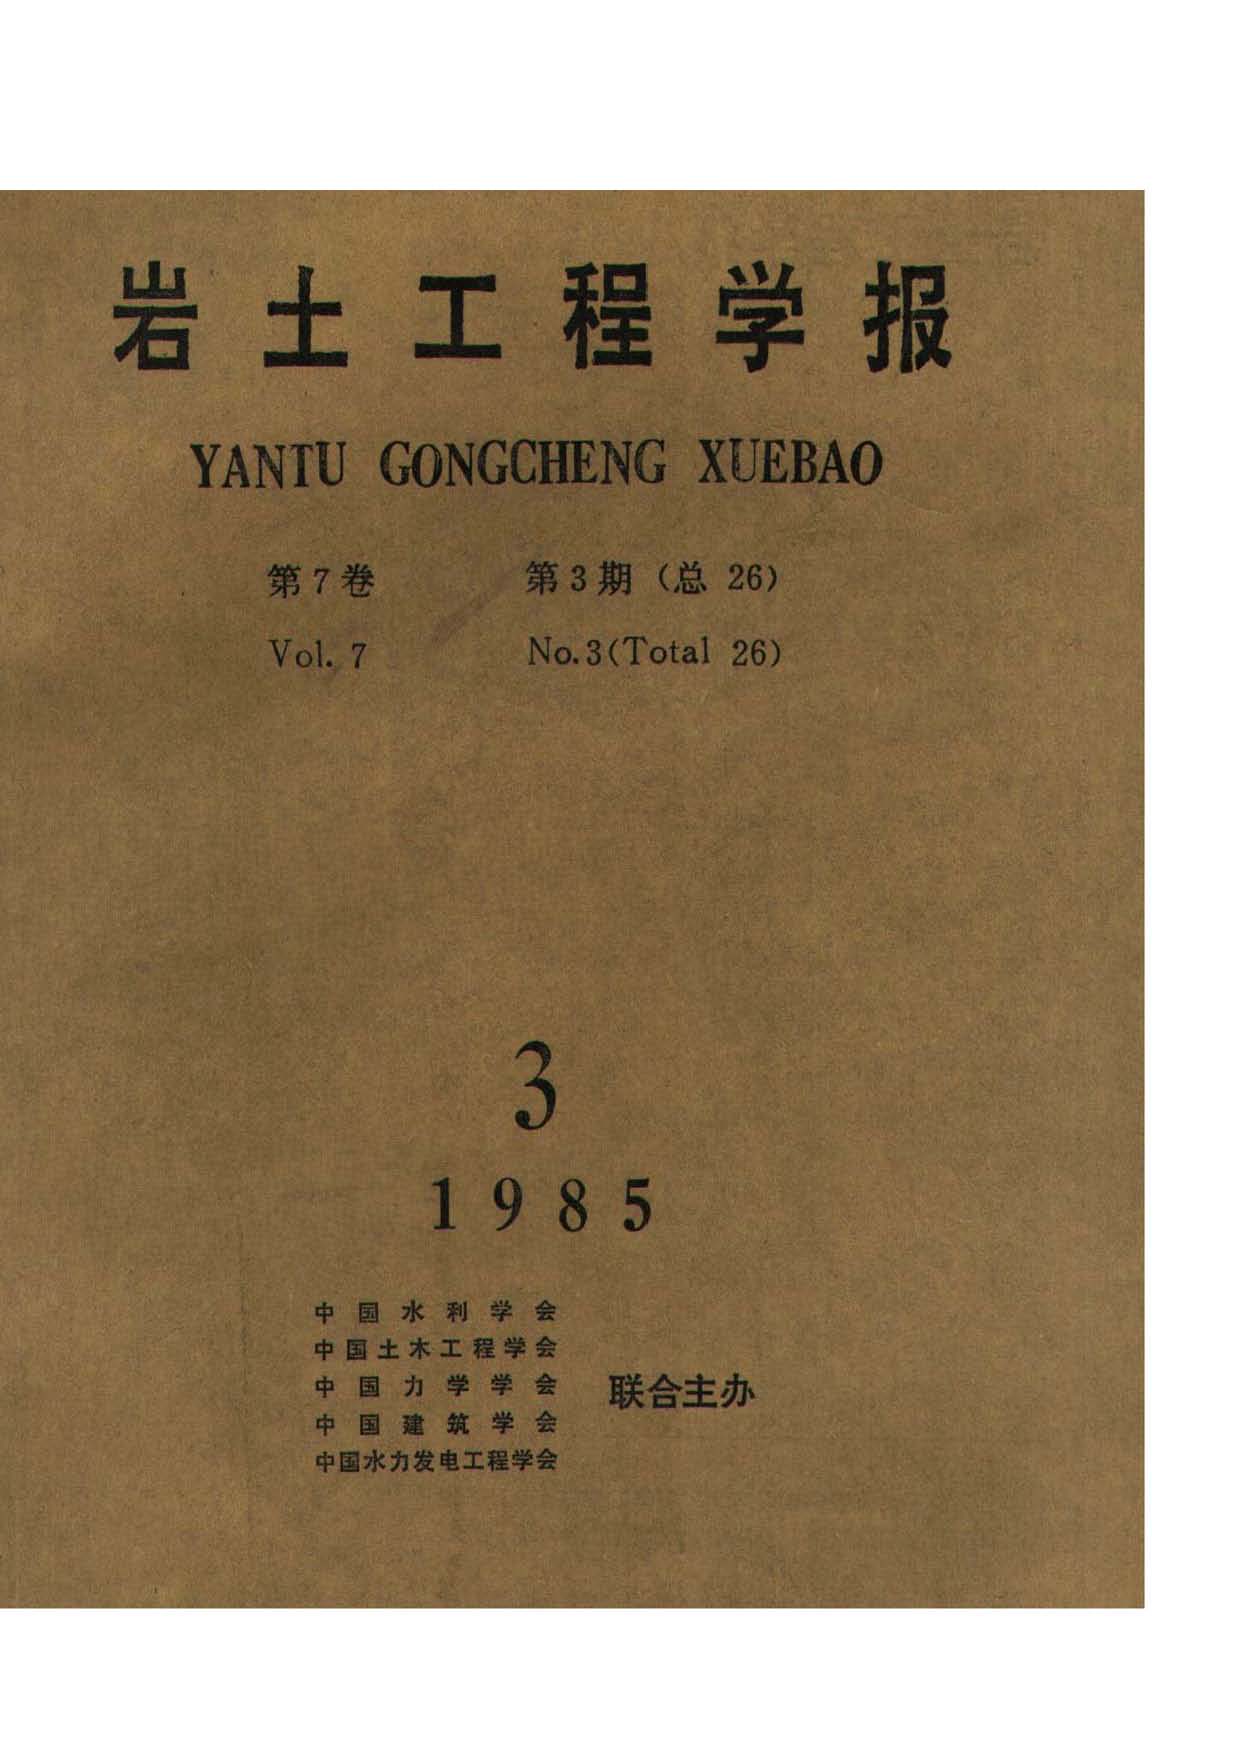 岩土工程学报
YANTU GONGCHENG XUEBAO
第7卷 第3期（总 26）
Vol. 7 No.3(Total 26)
3
1985
中国水利学会
中国土木工程学会
中国力学学会
中国建筑学会
中国水力发电工程学会
联合主办